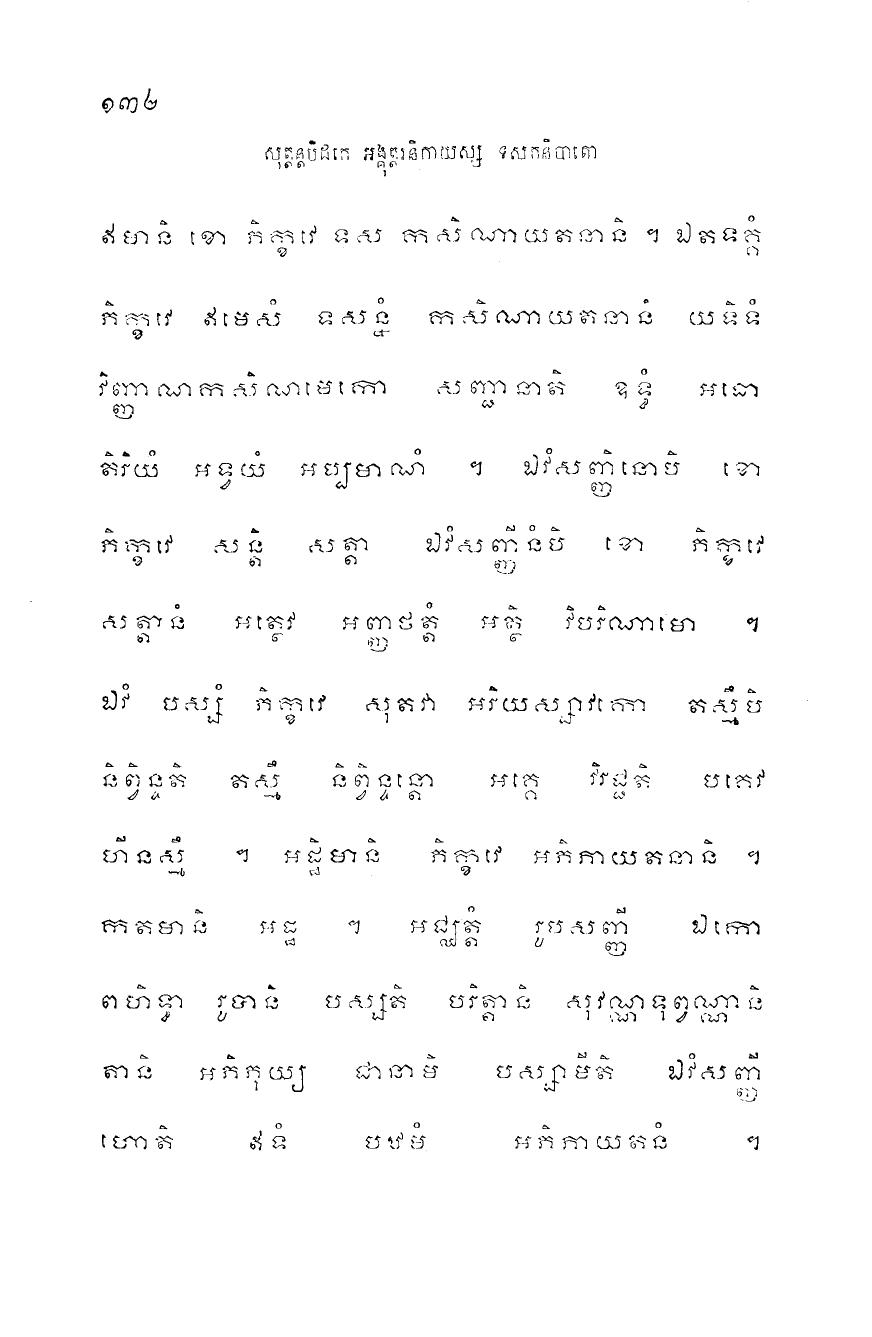 ១៣៤
សុត្តន្តបិដកេ អង្គុត្តរនិកាយស្ស ទសកនិបាតោ
ឥមានិ ខោ ភិក្ខវេ ទស កសិណាយតនានិ ។ ឯតទគ្គំ
ភិក្ខវេ ឥមេសំ ទសន្នំ កសិណាយតនានំ យទិទំ
វិញ្ញាណកសិណមេកោ សញ្ជានាតិ ឧទ្ធំ អធោ
តិរិយំ អទ្វយំ អប្បមាណំ ។ ឯវំសញ្ញិនោបិ ខោ
ភិក្ខវេ សន្តិ សត្តា ឯវំសញ្ញីនំបិ ខោ ភិក្ខវេ
សត្តានំ អត្ថេវ អញ្ញថត្តំ អត្ថិ វិបរិណាមោ ។
ឯវំ បស្សំ ភិក្ខវេ សុតវា អរិយស្សាវកោ តស្មឹបិ
និព្វិន្ទតិ តស្មឹ និព្វិន្ទន្តោ អគ្គេ វិរជ្ជតិ បគេវ
ហីនស្មឹ ។ អដ្ឋិមានិ ភិក្ខវេ អភិភាយតនានិ ។
កតមានិ អដ្ឋ ។ អជ្ឈត្តំ រូបសញ្ញី ឯកោ
ពហិទ្ធា រូបានិ បស្សតិ បរិត្តានិ សុវណ្ណទុព្វណ្ណានិ
តានិ អភិភុយ្យ ជានាមិ បស្សាមីតិ ឯវំសញ្ញី
ហោតិ ឥទំ បឋមំ អភិភាយតនំ ។